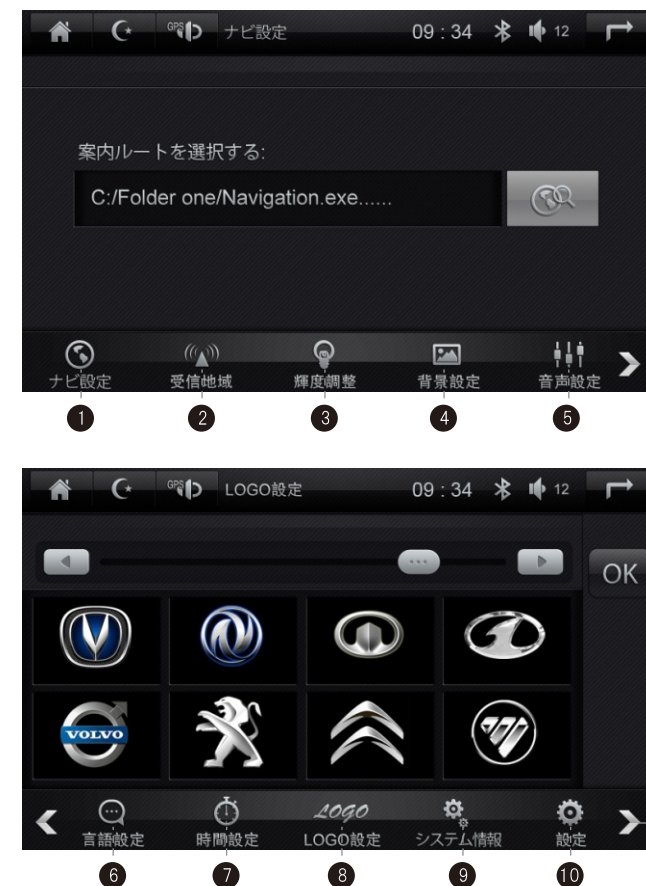 GPS ナビ設定 09 : 34 12
案内ルートを選択する:
C:/Folder one/Navigation.exe......
ナビ設定 受信地域 輝度調整 背景設定 音声設定
1 2 3 4 5
GPS LOGO設定 09 : 34 12
OK
VOLVO
LOGO
言語設定 時間設定 LOGO設定 システム情報 設定
6 7 8 9 10